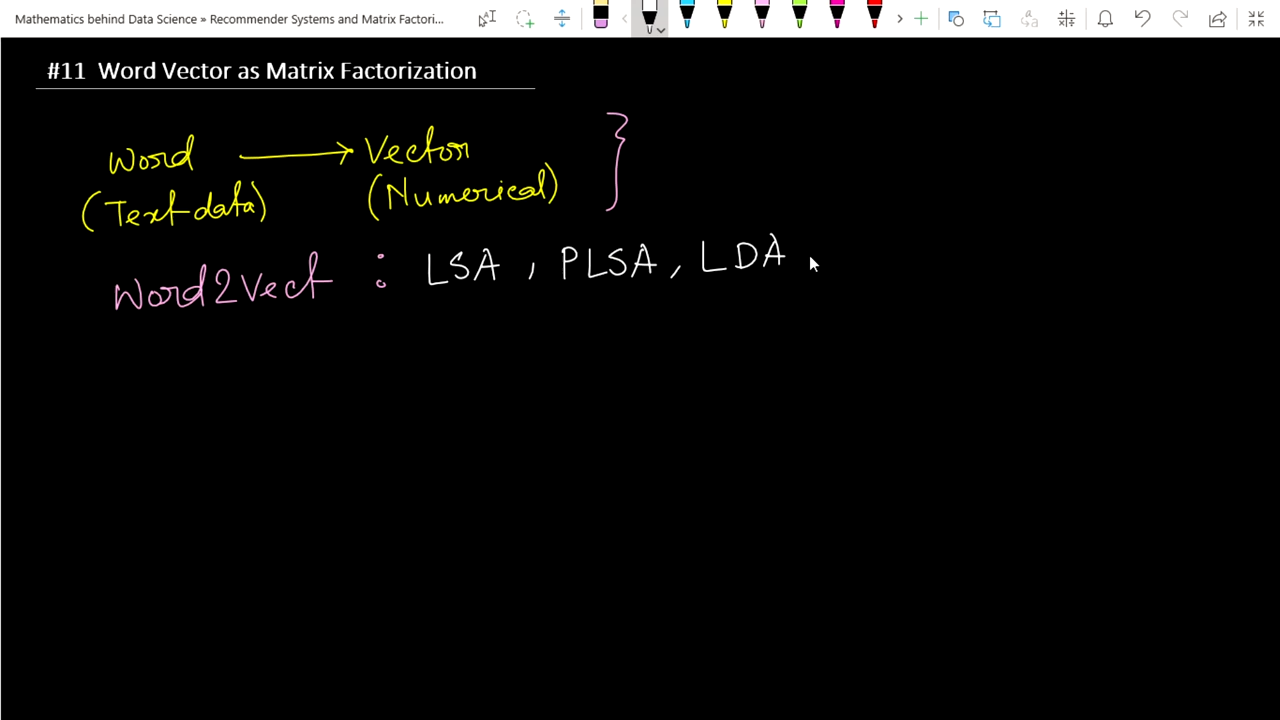 Mathematics behind Data Science » Recommender Systems and Matrix Factori...
#11 Word Vector as Matrix Factorization
Word → Vector
(Text data) (Numerical)
Word2Vect : LSA , PLSA , LDA